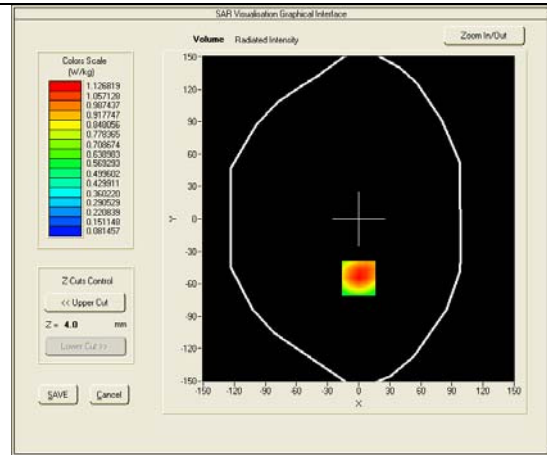 SAR Visualisation Graphical Interface
Volume Radiated Intensity
Zoom In/Out
Colors Scale
(W/kg)
1.126819
1.057128
0.987437
0.917747
0.848056
0.778365
0.708674
0.638983
0.569293
0.499602
0.429911
0.360220
0.290529
0.220839
0.151148
0.081457
Z Cuts Control
<< Upper Cut
Z = 4.0 mm
Lower Cut >>
SAVE Cancel
150
120
90
60
30
0
-30
-60
-90
-120
-150
Y
-150 -120 -90 -60 -30 0 30 60 90 120 150
X